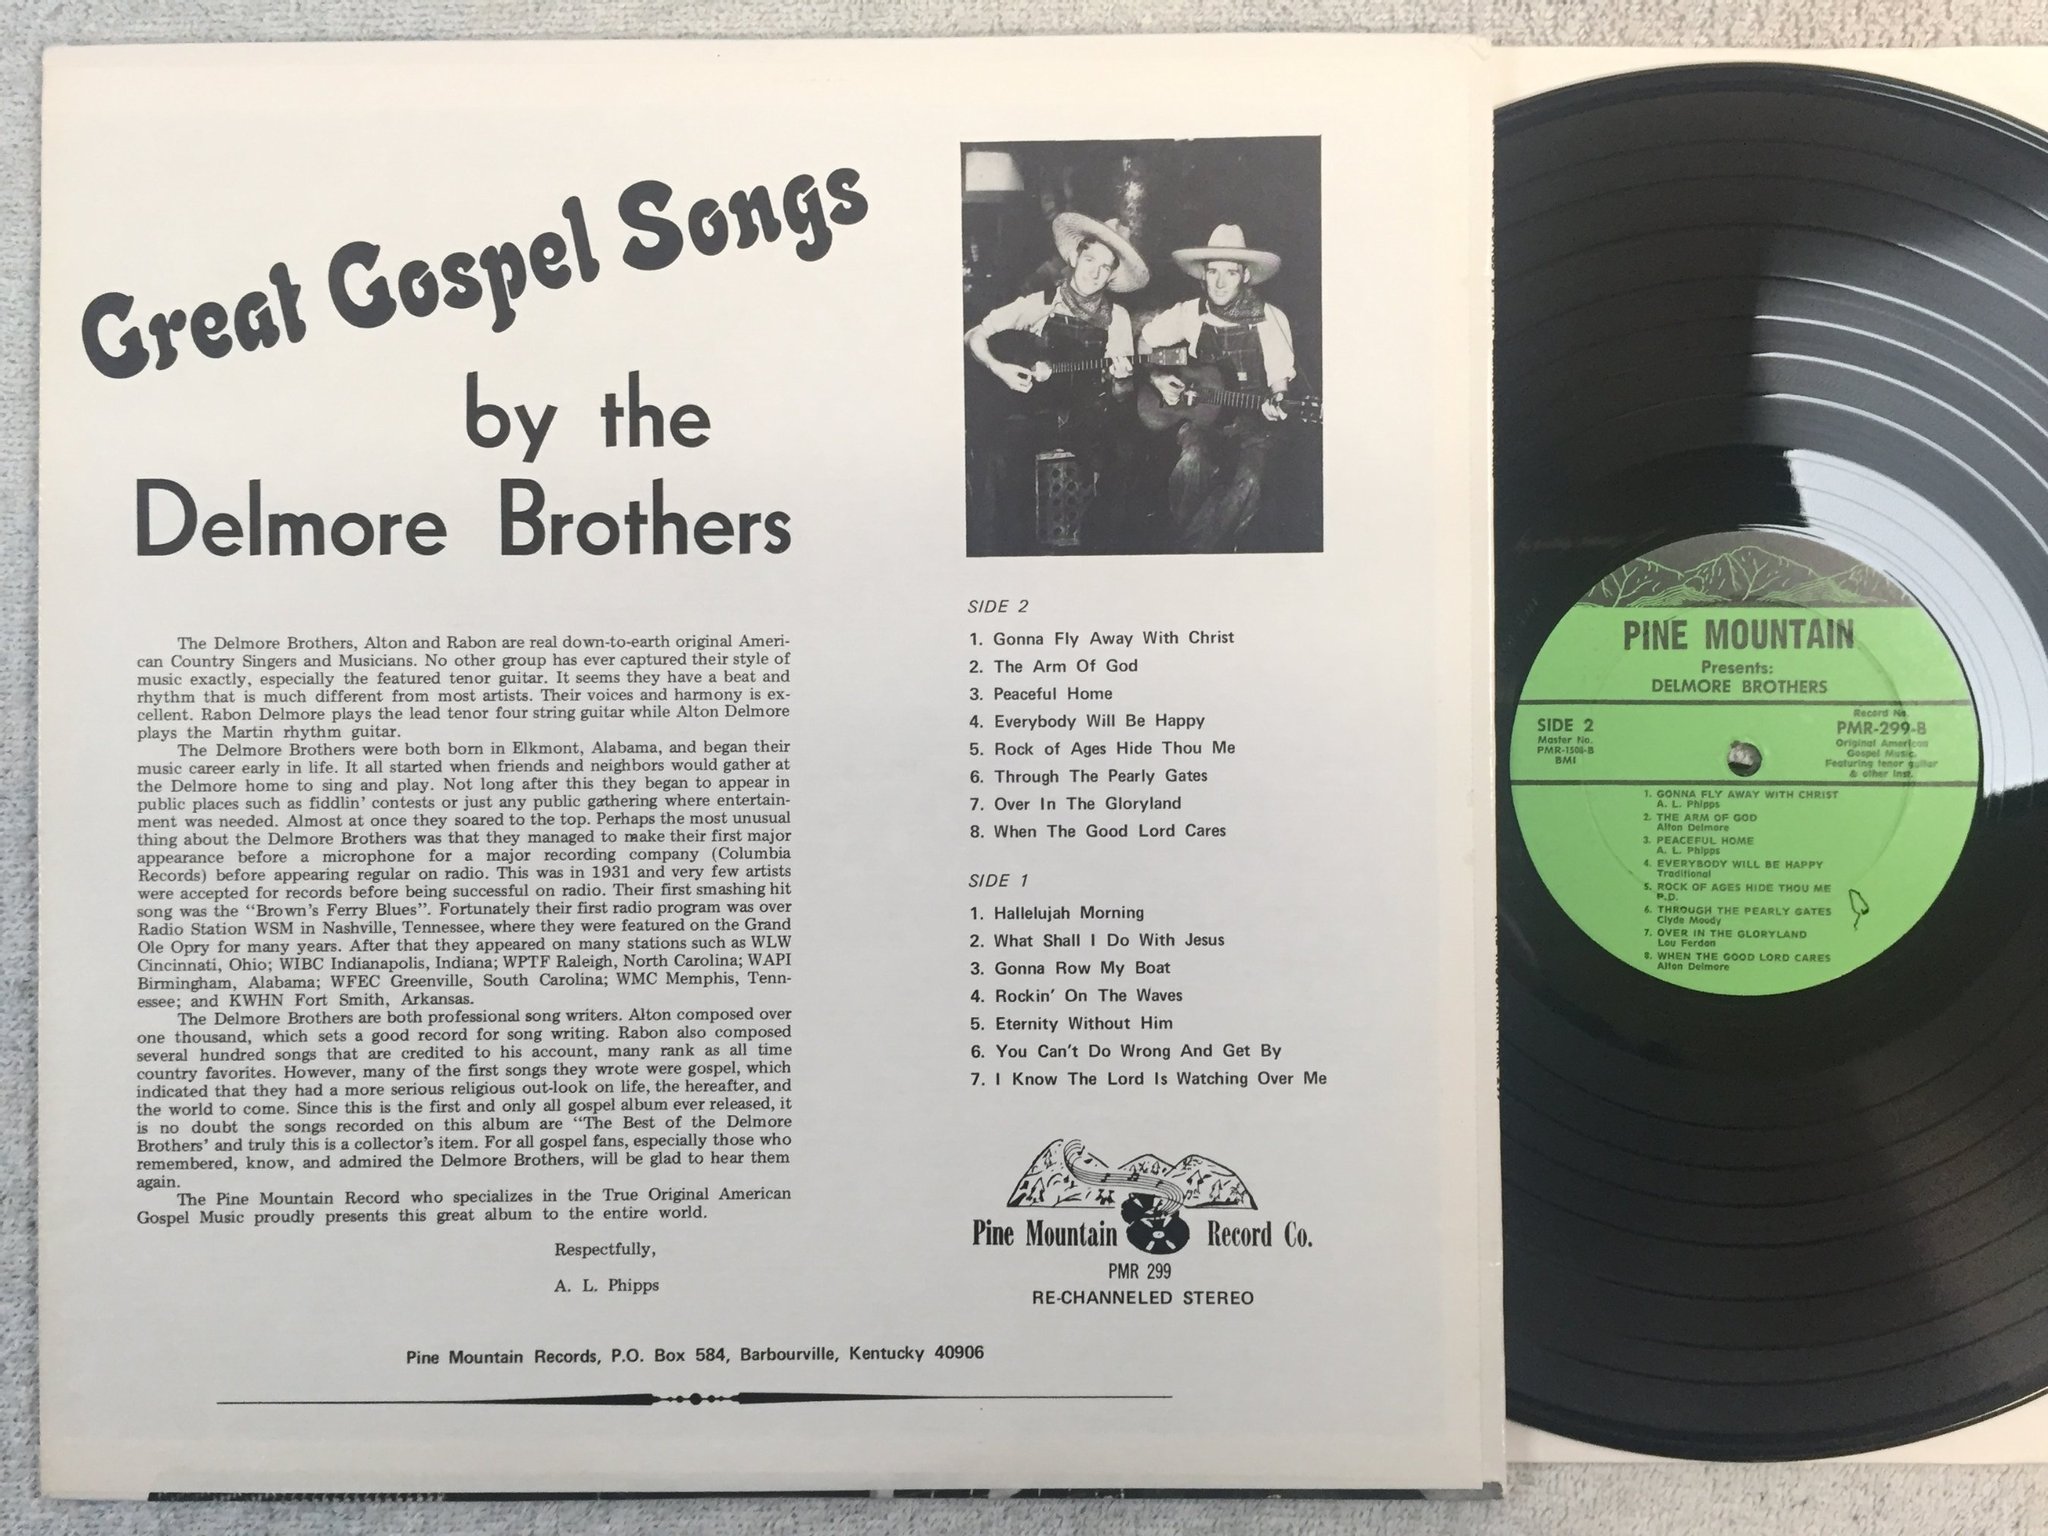 Great Gospel Songs
by the
Delmore Brothers
The Delmore Brothers, Alton and Rabon are real down-to-earth original Ameri-
can Country Singers and Musicians. No other group has ever captured their style of
music exactly, especially the featured tenor guitar. It seems they have a beat and
rhythm that is much different from most artists. Their voices and harmony is ex-
cellent. Rabon Delmore plays the lead tenor four string guitar while Alton Delmore
plays the Martin rhythm guitar.
The Delmore Brothers were both born in Elkmont, Alabama, and began their
music career early in life. It all started when friends and neighbors would gather at
the Delmore home to sing and play. Not long after this they began to appear in
public places such as fiddlin' contests or just any public gathering where entertain-
ment was needed. Almost at once they soared to the top. Perhaps the most unusual
thing about the Delmore Brothers was that they managed to make their first major
appearance before a microphone for a major recording company (Columbia
Records) before appearing regular on radio. This was in 1931 and very few artists
were accepted for records before being successful on radio. Their first smashing hit
song was the "Brown's Ferry Blues". Fortunately their first radio program was over
Radio Station WSM in Nashville, Tennessee, where they were featured on the Grand
Ole Opry for many years. After that they appeared on many stations such as WLW
Cincinnati, Ohio; WIBC Indianapolis, Indiana; WPTF Raleigh, North Carolina; WAPI
Birmingham, Alabama; WFEC Greenville, South Carolina; WMC Memphis, Tenn-
essee; and KWHN Fort Smith, Arkansas.
The Delmore Brothers are both professional song writers. Alton composed over
one thousand, which sets a good record for song writing. Rabon also composed
several hundred songs that are credited to his account, many rank as all time
country favorites. However, many of the first songs they wrote were gospel, which
indicated that they had a more serious religious out-look on life, the hereafter, and
the world to come. Since this is the first and only all gospel album ever released, it
is no doubt the songs recorded on this album are "The Best of the Delmore
Brothers' and truly this is a collector's item. For all gospel fans, especially those who
remembered, know, and admired the Delmore Brothers, will be glad to hear them
again.
The Pine Mountain Record who specializes in the True Original American
Gospel Music proudly presents this great album to the entire world.
Respectfully,
A. L. Phipps
SIDE 2
1. Gonna Fly Away With Christ
2. The Arm Of God
3. Peaceful Home
4. Everybody Will Be Happy
5. Rock of Ages Hide Thou Me
6. Through The Pearly Gates
7. Over In The Gloryland
8. When The Good Lord Cares
SIDE 1
1. Hallelujah Morning
2. What Shall I Do With Jesus
3. Gonna Row My Boat
4. Rockin' On The Waves
5. Eternity Without Him
6. You Can't Do Wrong And Get By
7. I Know The Lord Is Watching Over Me
Pine Mountain Record Co.
PMR 299
RE-CHANNELED STEREO
Pine Mountain Records, P.O. Box 584, Barbourville, Kentucky 40906
PINE MOUNTAIN
Presents:
DELMORE BROTHERS
SIDE 2
Master No.
PMR-1508-B
BMI
Record No.
PMR-299-B
Original American
Gospel Music
Featuring tenor guitar
& other Inst.
1. GONNA FLY AWAY WITH CHRIST
A. L. Phipps
2. THE ARM OF GOD
Alton Delmore
3. PEACEFUL HOME
A. L. Phipps
4. EVERYBODY WILL BE HAPPY
Traditional
5. ROCK OF AGES HIDE THOU ME
P.D.
6. THROUGH THE PEARLY GATES
Clyde Moody
7. OVER IN THE GLORYLAND
Lou Ferdan
8. WHEN THE GOOD LORD CARES
Alton Delmore